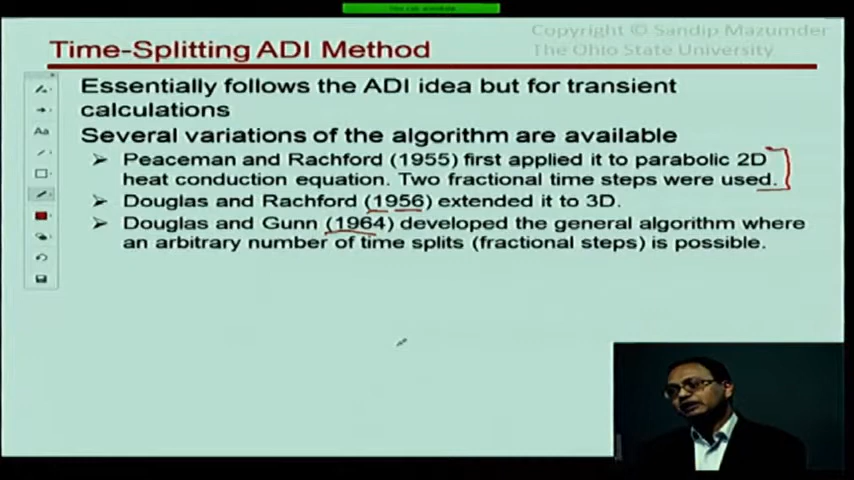 Copyright © Sandip Mazumder
The Ohio State University
Time-Splitting ADI Method
Essentially follows the ADI idea but for transient
calculations
Several variations of the algorithm are available
Peaceman and Rachford (1955) first applied it to parabolic 2D
heat conduction equation. Two fractional time steps were used.
Douglas and Rachford (1956) extended it to 3D.
Douglas and Gunn (1964) developed the general algorithm where
an arbitrary number of time splits (fractional steps) is possible.
Aa